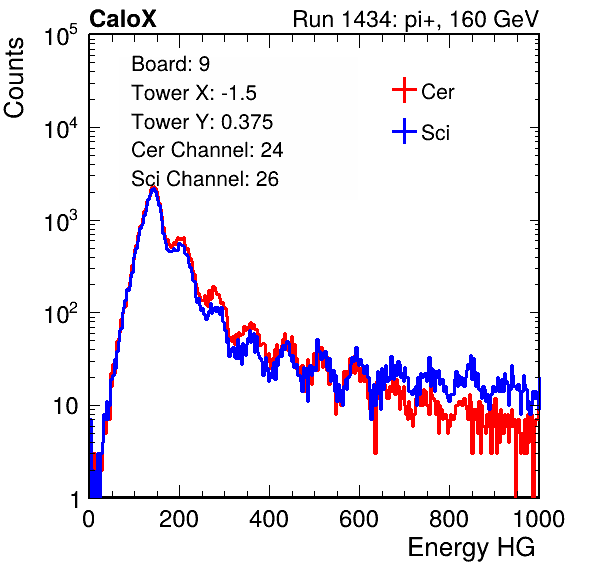 CaloX Run 1434: pi+, 160 GeV
Counts
Board: 9
Tower X: -1.5
Tower Y: 0.375
Cer Channel: 24
Sci Channel: 26
Cer
Sci
10^5
10^4
10^3
10^2
10
1
0 200 400 600 800 1000
Energy HG